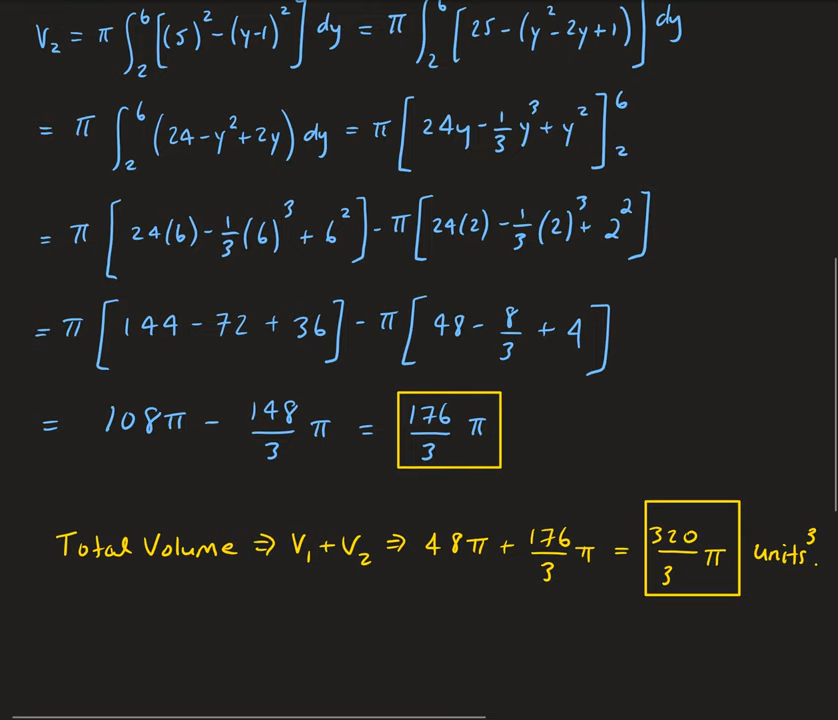 V₂ = π ∫₂⁶ [(5)² - (y-1)²] dy = π ∫₂⁶ [25 - (y² - 2y + 1)] dy
= π ∫₂⁶ (24 - y² + 2y) dy = π [24y - 1/3 y³ + y²]₂⁶
= π [24(6) - 1/3 (6)³ + 6²] - π [24(2) - 1/3 (2)³ + 2²]
= π [144 - 72 + 36] - π [48 - 8/3 + 4]
= 108π - 148/3 π = 176/3 π
Total Volume ⇒ V₁ + V₂ ⇒ 48π + 176/3 π = 320/3 π units³.